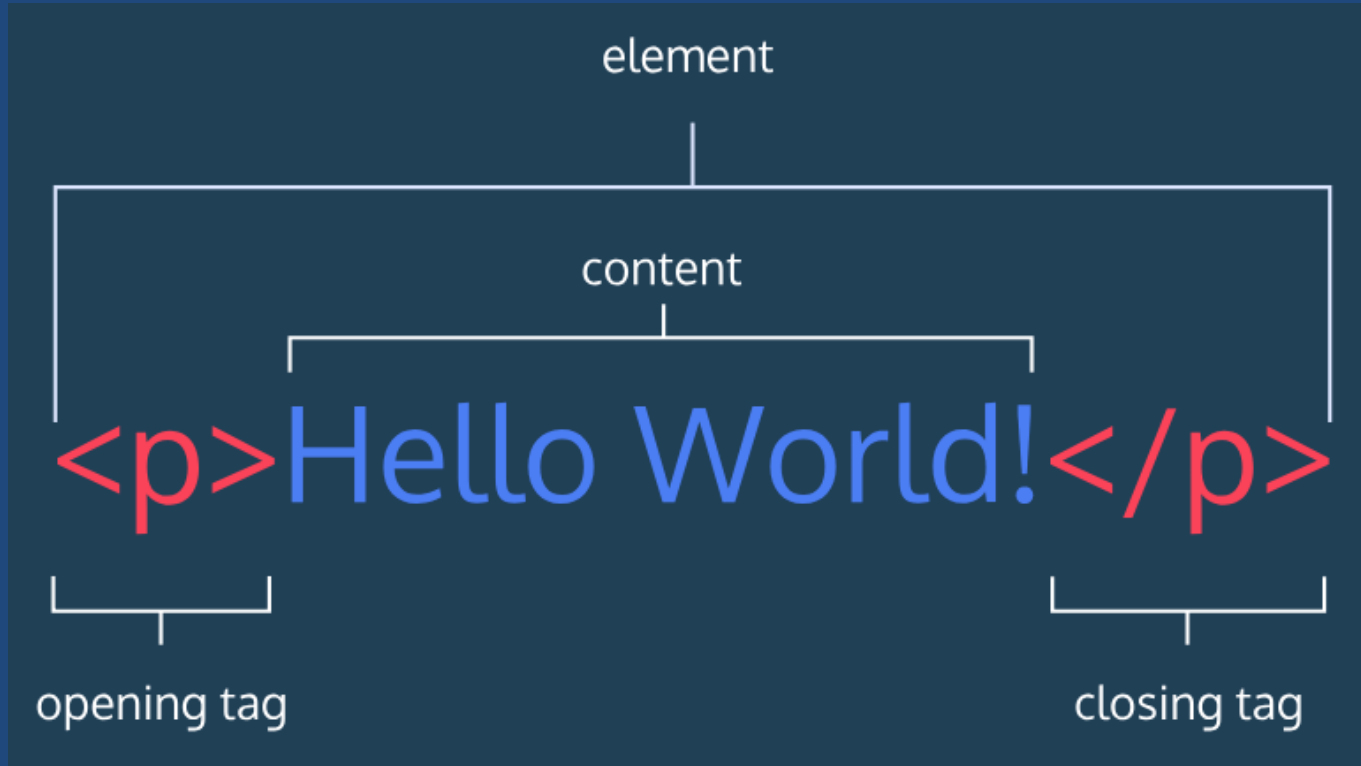 element
content
<p>Hello World!</p>
opening tag
closing tag